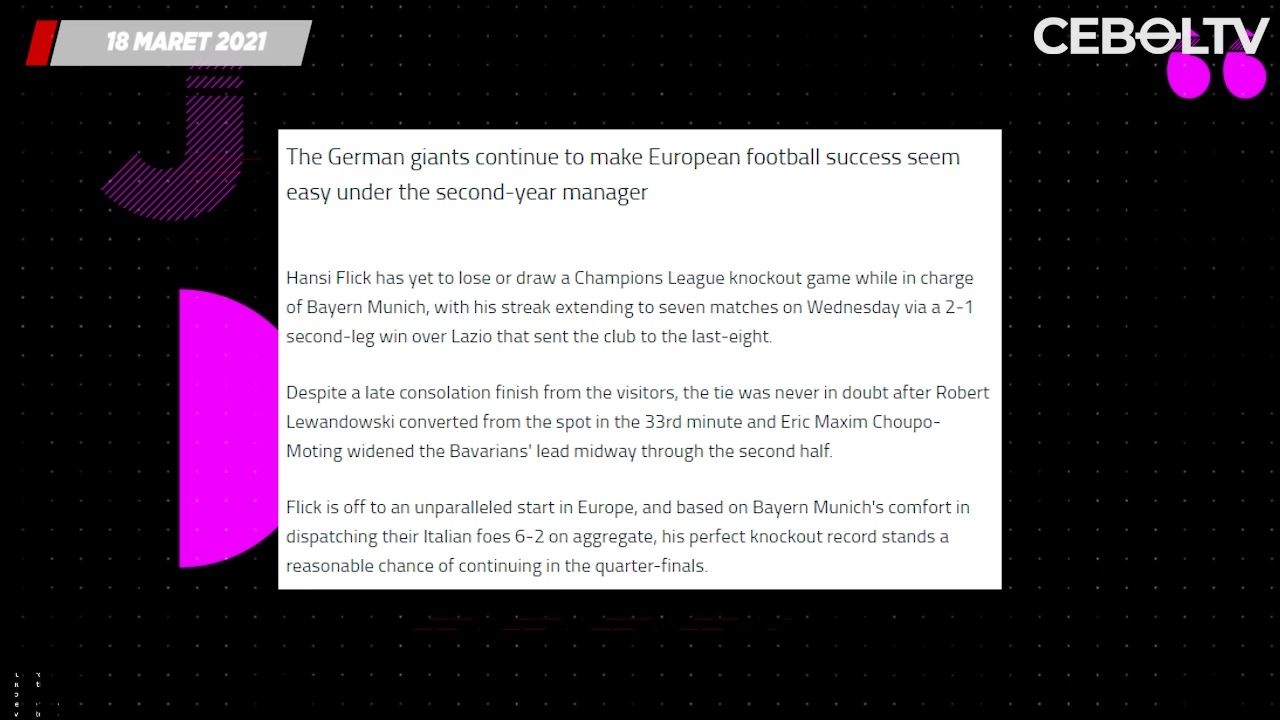 18 MARET 2021
CEBOLTV
The German giants continue to make European football success seem
easy under the second-year manager
Hansi Flick has yet to lose or draw a Champions League knockout game while in charge
of Bayern Munich, with his streak extending to seven matches on Wednesday via a 2-1
second-leg win over Lazio that sent the club to the last-eight.
Despite a late consolation finish from the visitors, the tie was never in doubt after Robert
Lewandowski converted from the spot in the 33rd minute and Eric Maxim Choupo-
Moting widened the Bavarians' lead midway through the second half.
Flick is off to an unparalleled start in Europe, and based on Bayern Munich's comfort in
dispatching their Italian foes 6-2 on aggregate, his perfect knockout record stands a
reasonable chance of continuing in the quarter-finals.